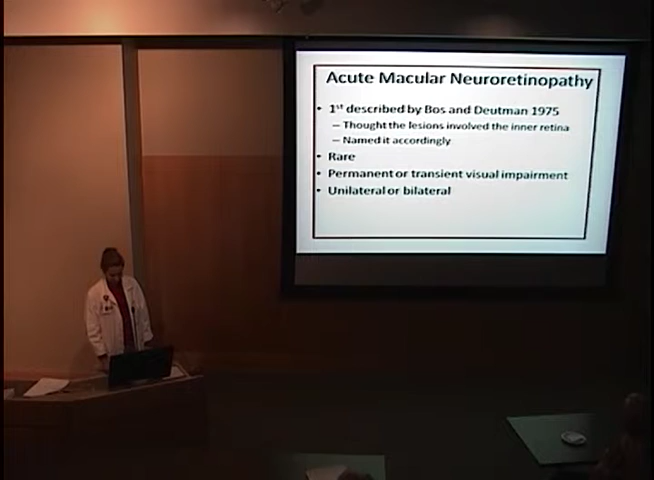 Acute Macular Neuroretinopathy
• 1st described by Bos and Deutman 1975
– Thought the lesions involved the inner retina
– Named it accordingly
• Rare
• Permanent or transient visual impairment
• Unilateral or bilateral